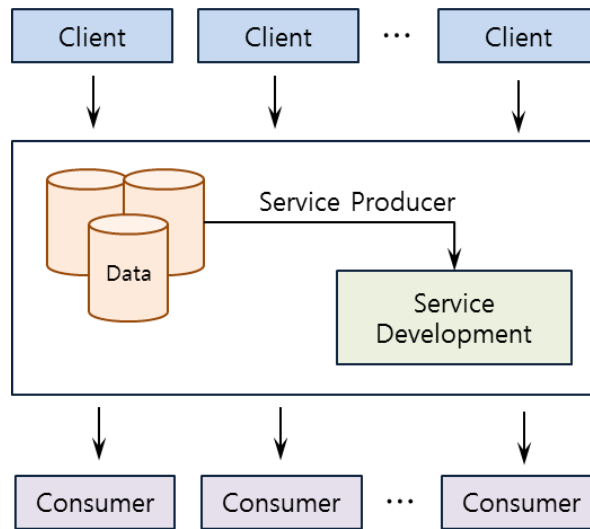 Client
Client
...
Client
Service Producer
Data
Service
Development
Consumer
Consumer
...
Consumer